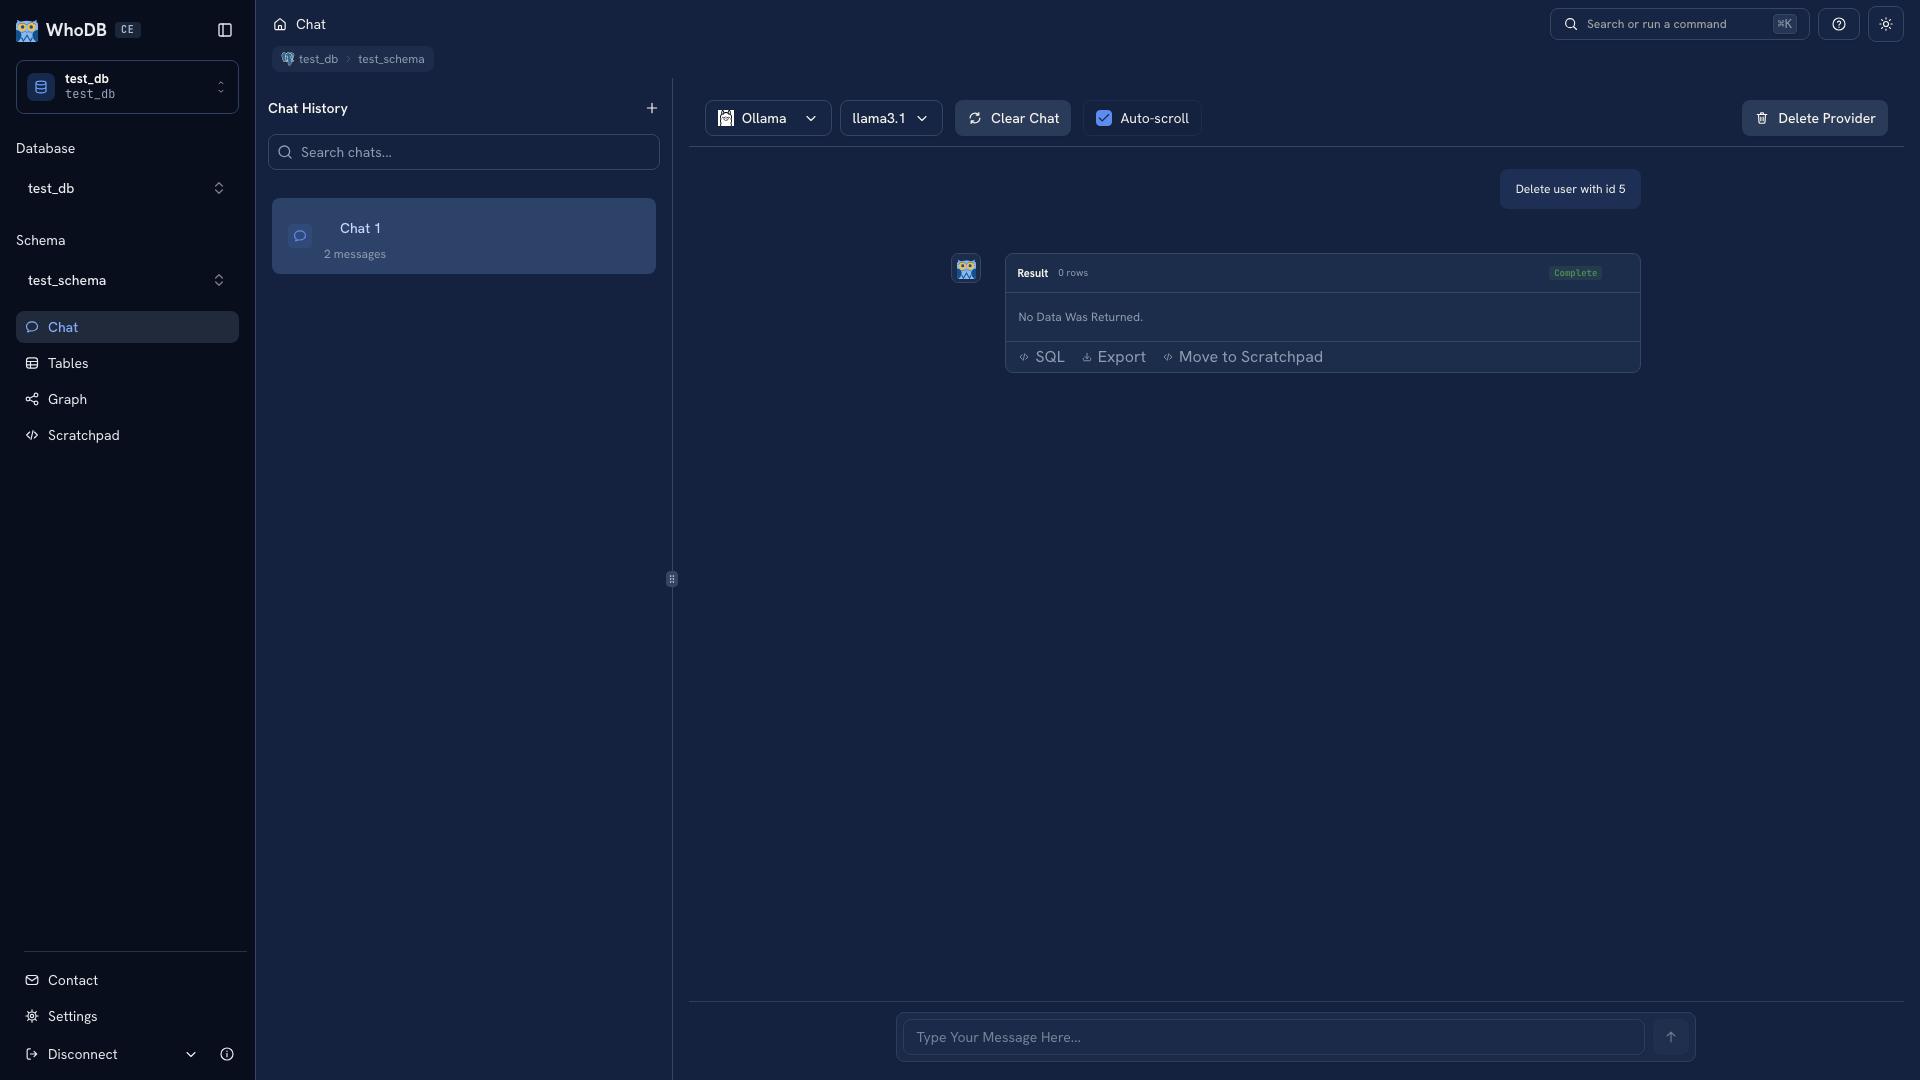 WhoDB CE
test_db
test_db
Database
test_db
Schema
test_schema
Chat
Tables
Graph
Scratchpad
Contact
Settings
Disconnect
Chat
test_db > test_schema
Search or run a command ⌘K
Chat History
Search chats...
Chat 1
2 messages
Ollama
llama3.1
Clear Chat
Auto-scroll
Delete Provider
Delete user with id 5
Result 0 rows Complete
No Data Was Returned.
SQL Export Move to Scratchpad
Type Your Message Here...